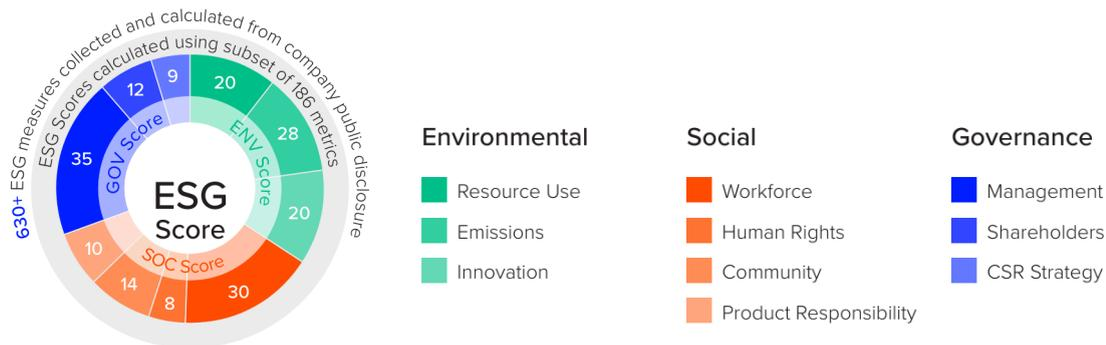 630+ ESG measures collected and calculated from company public disclosure
ESG Scores calculated using subset of 186 metrics
20
28
20
30
8
14
10
35
12
9
ENV Score
SOC Score
GOV Score
ESG
Score
Environmental
Resource Use
Emissions
Innovation
Social
Workforce
Human Rights
Community
Product Responsibility
Governance
Management
Shareholders
CSR Strategy